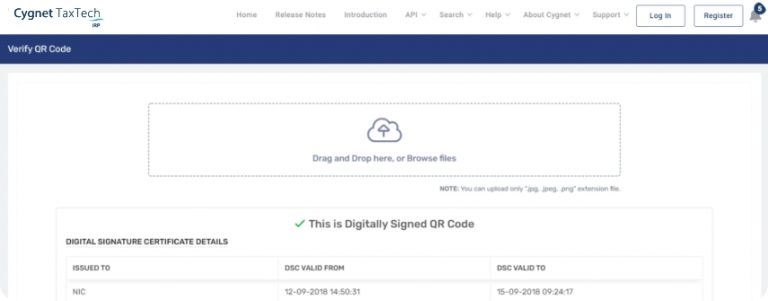 Cygnet TaxTech
IRP
Home Release Notes Introduction API Search Help About Cygnet Support Log In Register 5
Verify QR Code
Drag and Drop here, or Browse files
NOTE: You can upload only ".jpg, .jpeg, .png" extension file.
This is Digitally Signed QR Code
DIGITAL SIGNATURE CERTIFICATE DETAILS
ISSUED TO DSC VALID FROM DSC VALID TO
NIC 12-09-2018 14:50:31 15-09-2018 09:24:17